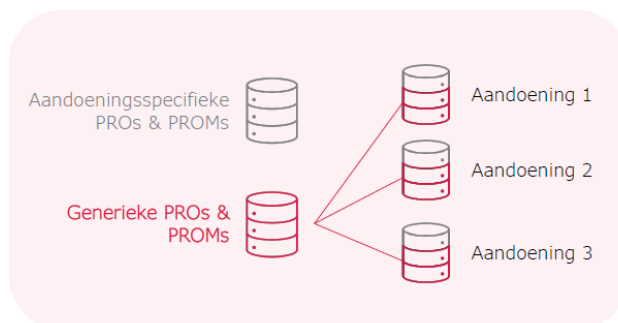 Aandoeningsspecifieke
PROs & PROMs
Generieke PROs &
PROMs
Aandoening 1
Aandoening 2
Aandoening 3